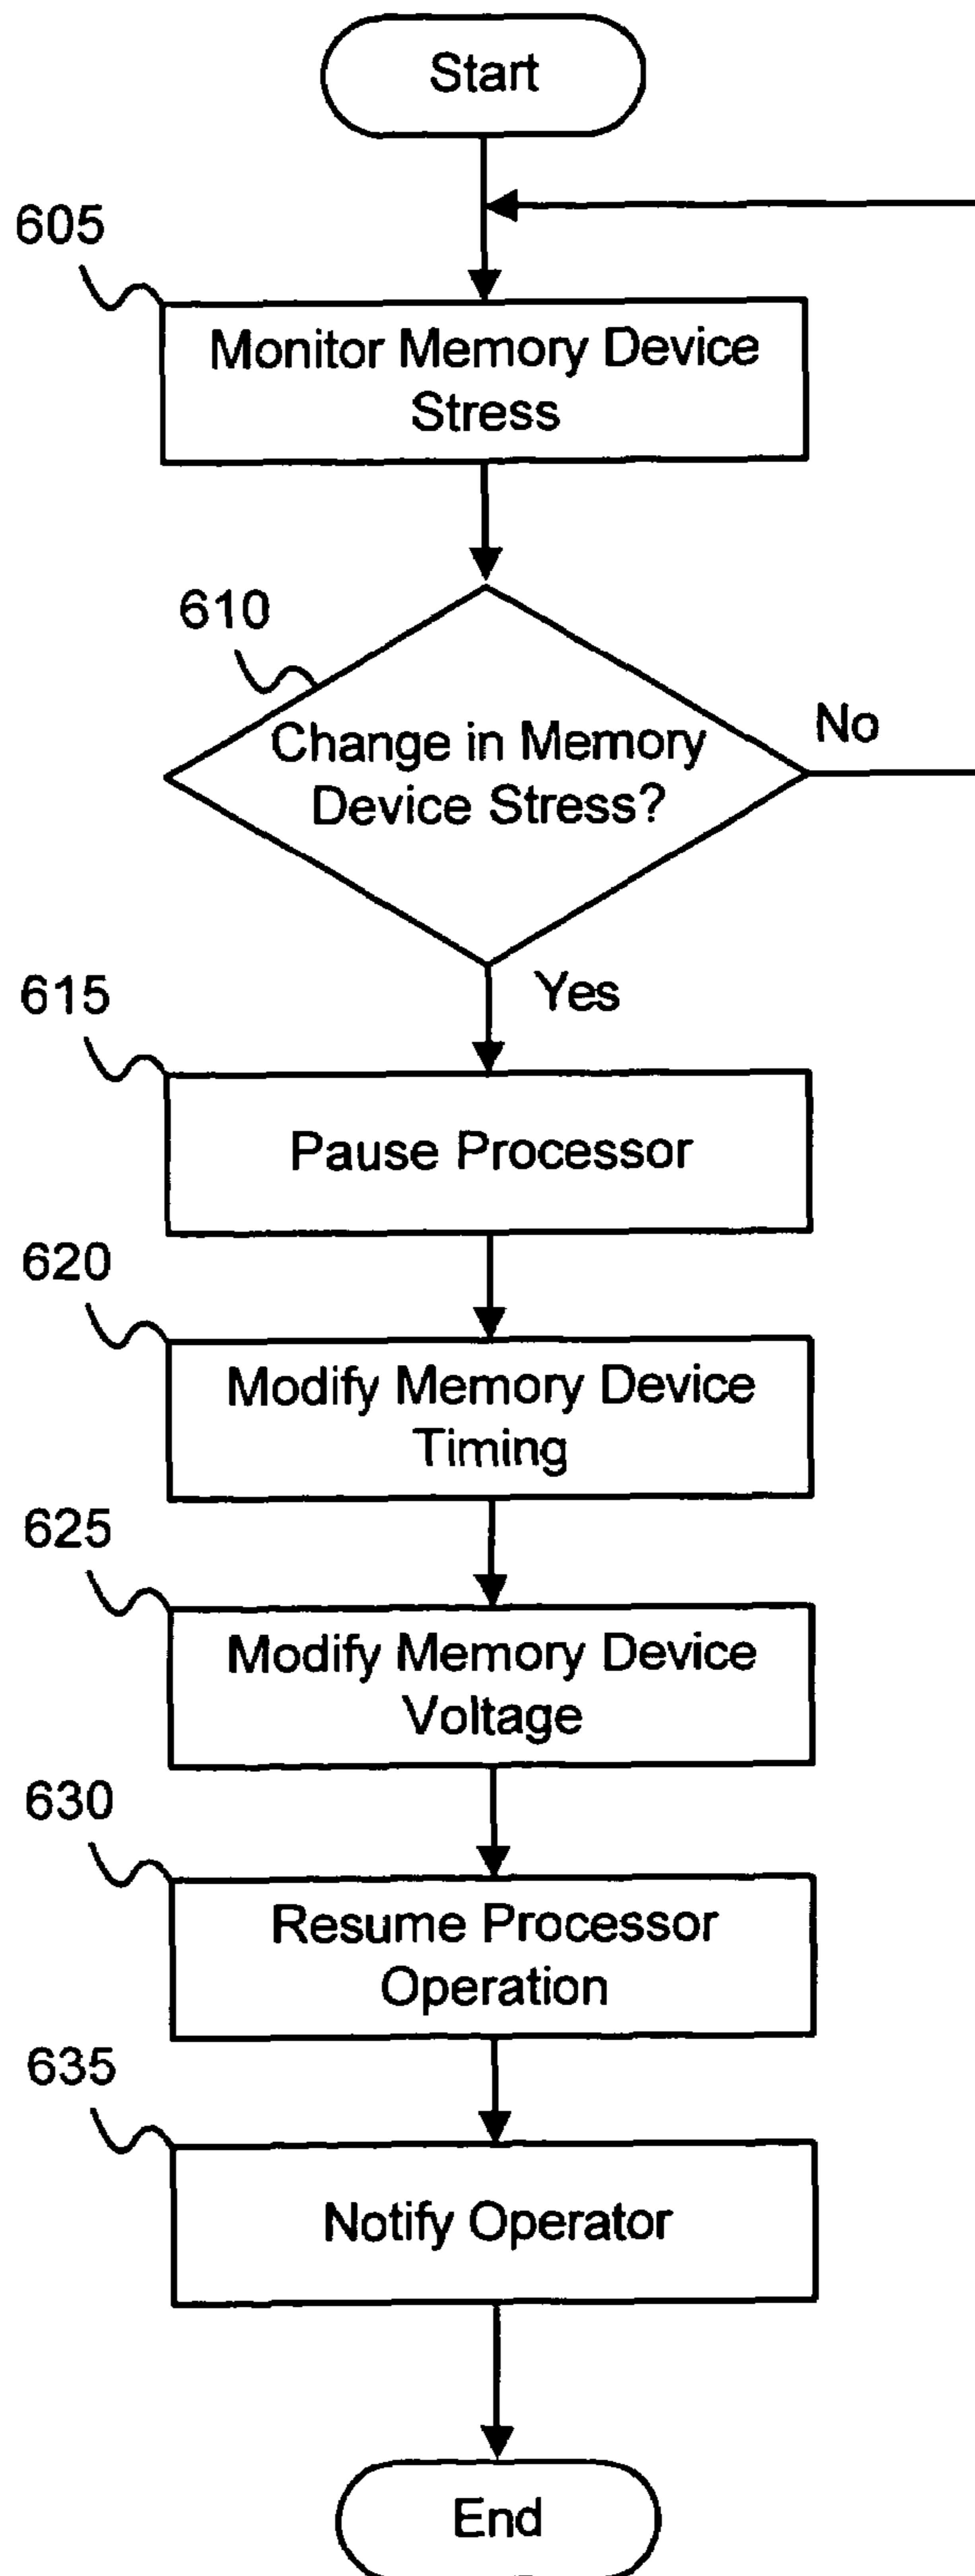 Start
605
Monitor Memory Device
Stress
610
Change in Memory
Device Stress?
No
Yes
615
Pause Processor
620
Modify Memory Device
Timing
625
Modify Memory Device
Voltage
630
Resume Processor
Operation
635
Notify Operator
End